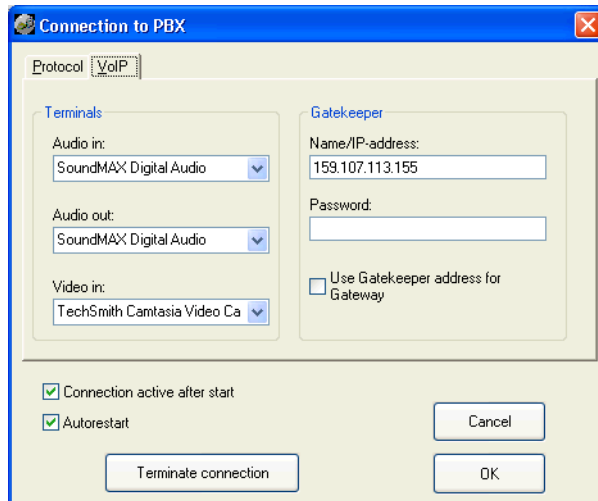 Connection to PBX
Protocol
VoIP
Terminals
Audio in:
SoundMAX Digital Audio
Audio out:
SoundMAX Digital Audio
Video in:
TechSmith Camtasia Video Ca
Gatekeeper
Name/IP-address:
159.107.113.155
Password:
Use Gatekeeper address for
Gateway
Connection active after start
Autorestart
Cancel
Terminate connection
OK